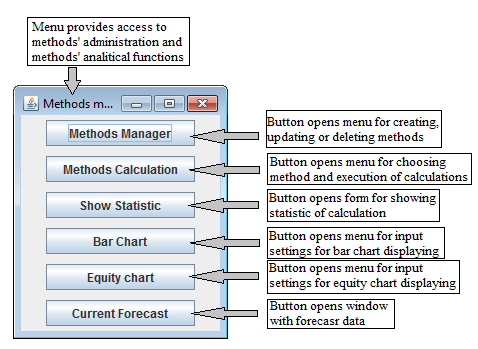 Menu provides access to
methods' administration and
methods' analitical functions
Methods m...
Methods Manager
Button opens menu for creating,
updating or deleting methods
Methods Calculation
Button opens menu for choosing
method and execution of calculations
Show Statistic
Button opens form for showing
statistic of calculation
Bar Chart
Button opens menu for input
settings for bar chart displaying
Equity chart
Button opens menu for input
settings for equity chart displaying
Current Forecast
Button opens window
with forecasr data